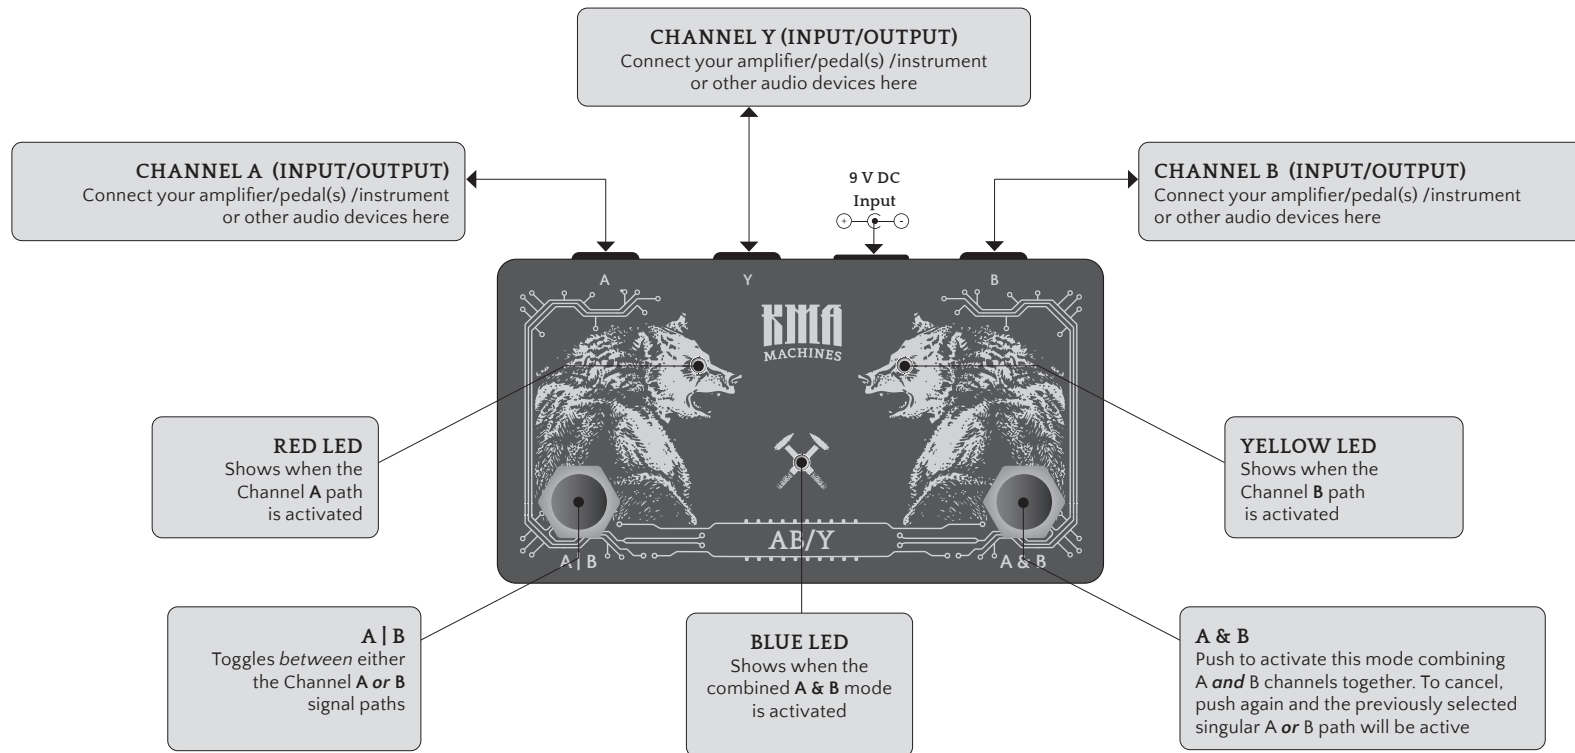 CHANNEL Y (INPUT/OUTPUT)
Connect your amplifier/pedal(s) /instrument
or other audio devices here
CHANNEL A (INPUT/OUTPUT)
Connect your amplifier/pedal(s) /instrument
or other audio devices here
9 V DC
Input
+ -
CHANNEL B (INPUT/OUTPUT)
Connect your amplifier/pedal(s) /instrument
or other audio devices here
A Y B
KMA
MACHINES
RED LED
Shows when the
Channel A path
is activated
YELLOW LED
Shows when the
Channel B path
is activated
AB/Y
A | B
A & B
A | B
Toggles between either
the Channel A or B
signal paths
BLUE LED
Shows when the
combined A & B mode
is activated
A & B
Push to activate this mode combining
A and B channels together. To cancel,
push again and the previously selected
singular A or B path will be active